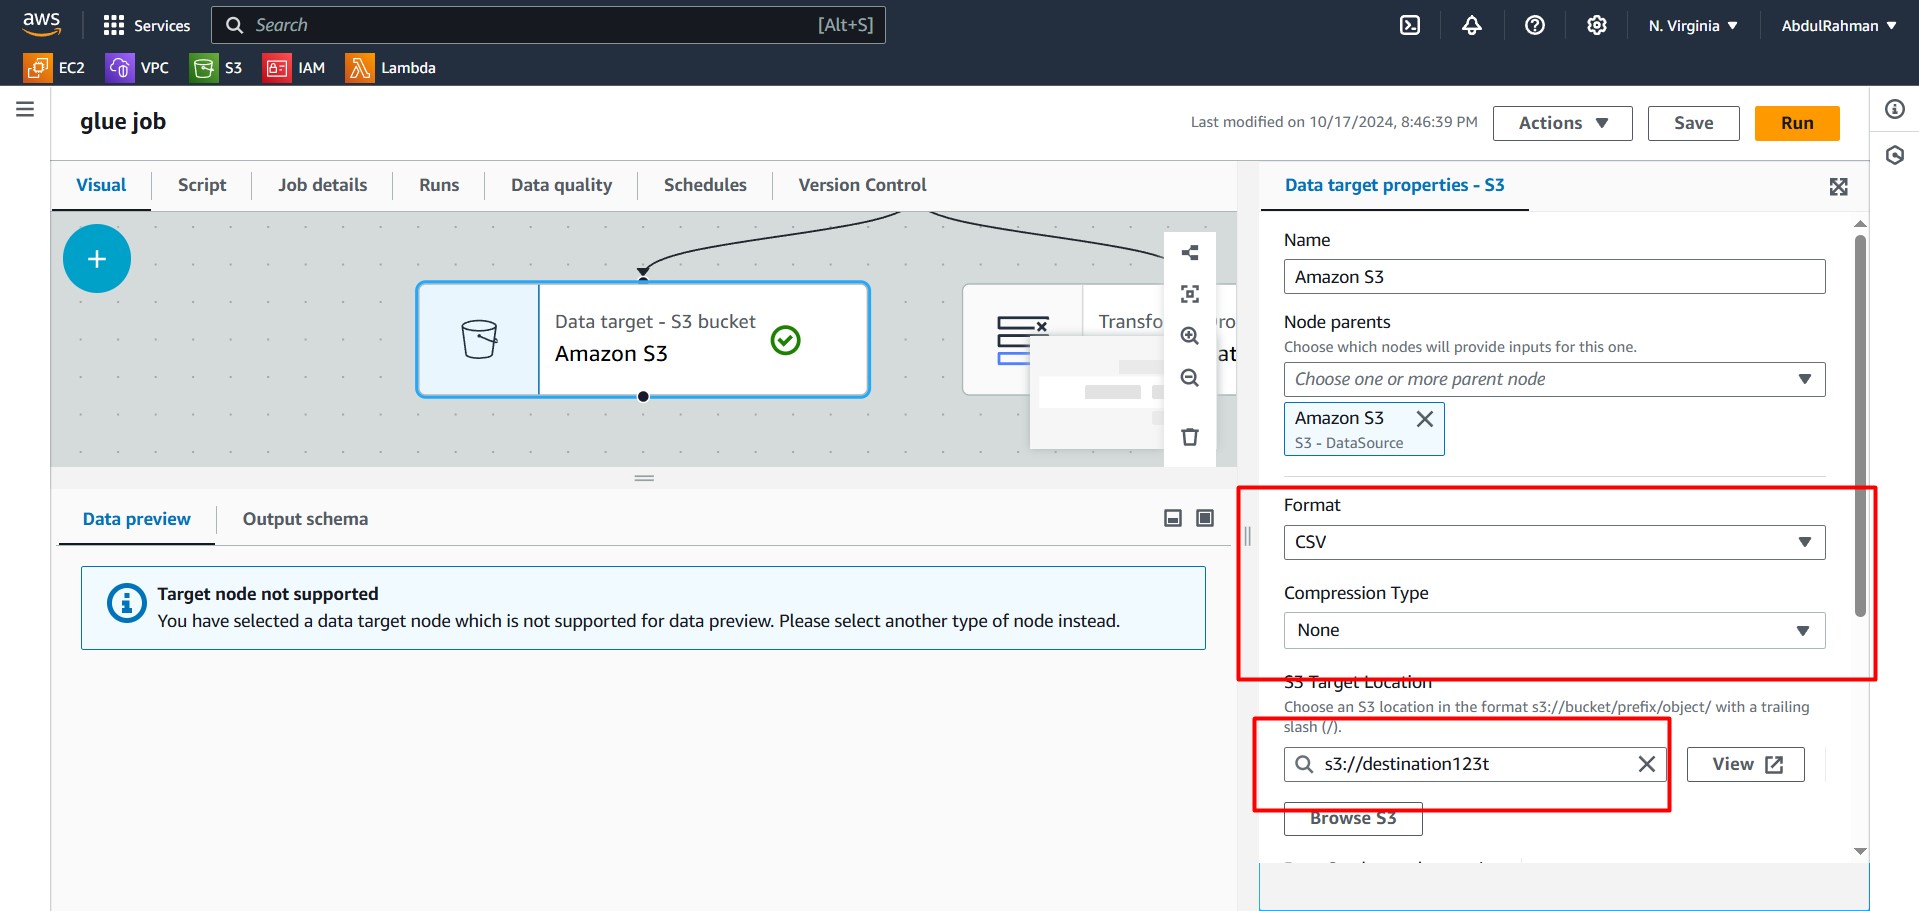 aws
Services
Search
[Alt+S]
N. Virginia
AbdulRahman
EC2
VPC
S3
IAM
Lambda
glue job
Last modified on 10/17/2024, 8:46:39 PM
Actions
Save
Run
Visual
Script
Job details
Runs
Data quality
Schedules
Version Control
Data target properties - S3
Data target - S3 bucket
Amazon S3
Transfo
Name
Amazon S3
Node parents
Choose which nodes will provide inputs for this one.
Choose one or more parent node
Amazon S3
S3 - DataSource
Format
CSV
Compression Type
None
S3 Target Location
Choose an S3 location in the format s3://bucket/prefix/object/ with a trailing
slash (/).
s3://destination123t
View
Browse S3
Data preview
Output schema
Target node not supported
You have selected a data target node which is not supported for data preview. Please select another type of node instead.